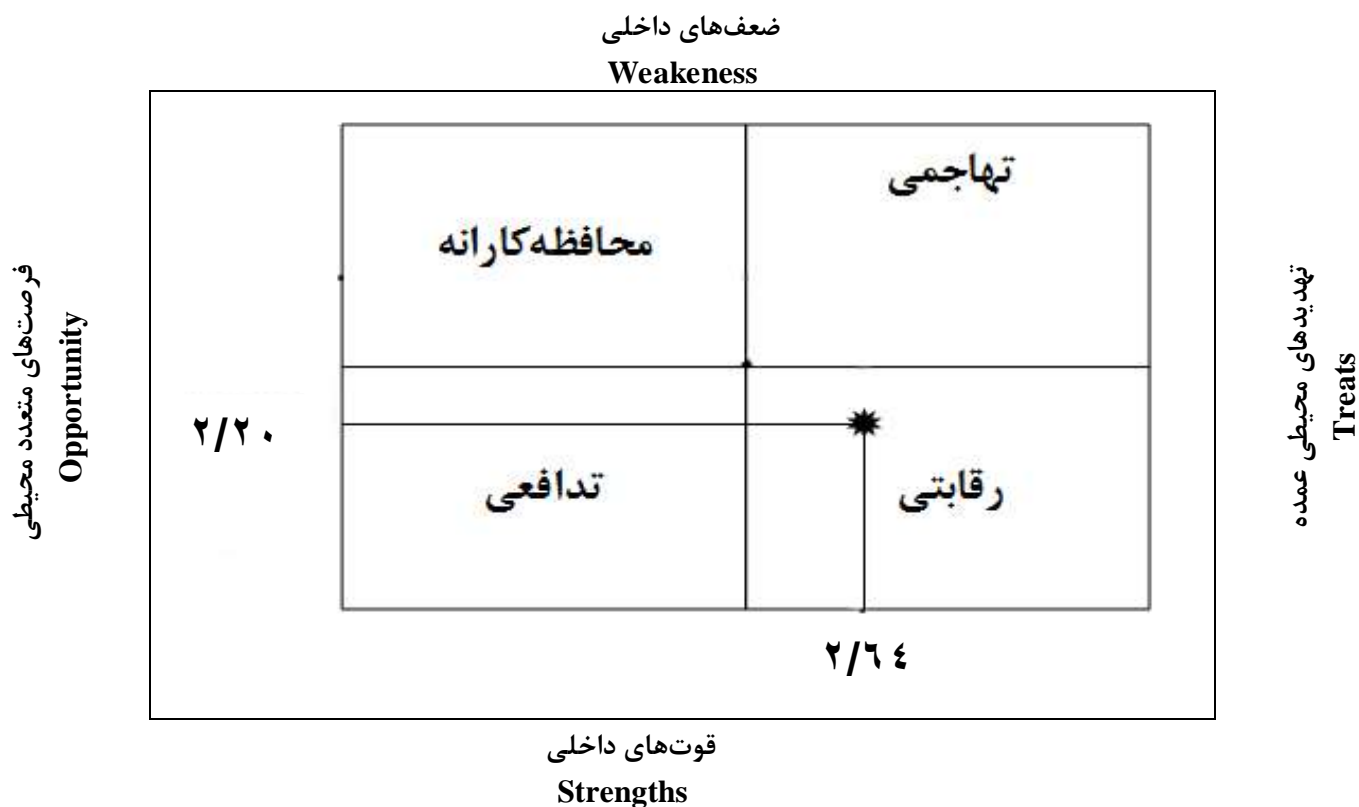 ضعف‌های داخلی
Weakeness
تهاجمی
محافظه‌کارانه
تهدیدهای محیطی عمده
Treats
فرصت‌های متعدد محیطی
Opportunity
۲/۲۰
رقابتی
تدافعی
۲/٦٤
قوت‌های داخلی
Strengths